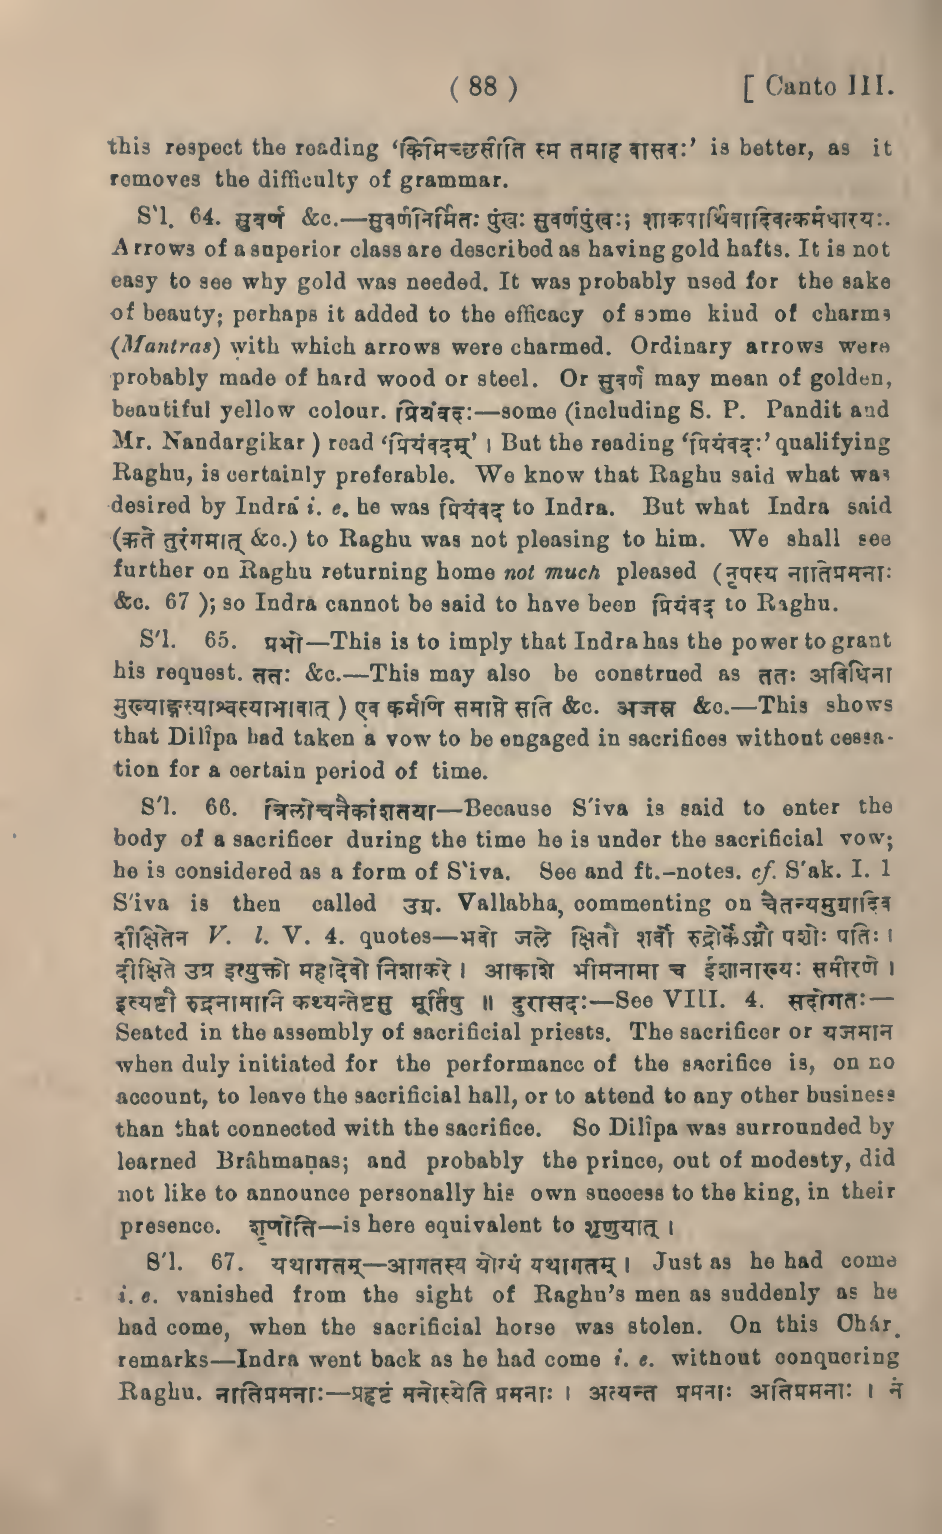 ( 88 ) [ Canto III.
this respect the reading ‘किमिच्छसीति स्म तमाह वासवः’ is better, as it
removes the difficulty of grammar.
S'l. 64. सुवर्ण &c.—सुवर्णनिर्मितः पुंखः सुवर्णपुंखः; शाकपार्थिवादिवत्कर्मधारयः.
Arrows of a superior class are described as having gold hafts. It is not
easy to see why gold was needed. It was probably used for the sake
of beauty; perhaps it added to the efficacy of some kind of charms
(Mantras) with which arrows were charmed. Ordinary arrows were
probably made of hard wood or steel. Or सुवर्ण may mean of golden,
beautiful yellow colour. प्रियंवदः—some (including S. P. Pandit and
Mr. Nandargikar ) read ‘प्रियंवदम्’ । But the reading ‘प्रियंवदः’ qualifying
Raghu, is certainly preferable. We know that Raghu said what was
desired by Indra i. e. he was प्रियंवद to Indra. But what Indra said
(ऋते तुरंगमात् &c.) to Raghu was not pleasing to him. We shall see
further on Raghu returning home not much pleased (नृपस्य नातिप्रमनाः
&c. 67 ); so Indra cannot be said to have been प्रियंवद to Raghu.
S'l. 65. प्रभो—This is to imply that Indra has the power to grant
his request. ततः &c.—This may also be construed as ततः अविधिना
मुख्याङ्गस्याश्वस्याभावात् ) एव कर्मणि समाप्ते सति &c. अजस्र &c.—This shows
that Dilîpa had taken a vow to be engaged in sacrifices without cessa-
tion for a certain period of time.
S'l. 66. त्रिलोचनैकांशतया—Because S'iva is said to enter the
body of a sacrificer during the time he is under the sacrificial vow;
he is considered as a form of S'iva. See and ft.-notes. cf. S'ak. I. 1
S'iva is then called उग्र. Vallabha, commenting on चैतन्यमुग्रादिव
दीक्षितेन V. l. V. 4. quotes—भवो जले क्षितौ शर्वो रुद्रोर्केऽग्नौ पशोः पतिः ।
दीक्षिते उग्र इत्युक्तो महादेवो निशाकरे । आकाशे भीमनामा च ईशानाख्यः समीरणे ।
इत्यष्टौ रुद्रनामानि कथ्यन्तेष्टसु मूर्तिषु ॥ दुरासदः—See VIII. 4. सदोगतः—
Seated in the assembly of sacrificial priests. The sacrificer or यजमान
when duly initiated for the performance of the sacrifice is, on no
account, to leave the sacrificial hall, or to attend to any other business
than that connected with the sacrifice. So Dilîpa was surrounded by
learned Brâhmaṇas; and probably the prince, out of modesty, did
not like to announce personally his own success to the king, in their
presence. शृणोति—is here equivalent to शृणुयात् ।
S'l. 67. यथागतम्—आगतस्य योग्यं यथागतम् । Just as he had come
i. e. vanished from the sight of Raghu's men as suddenly as he
had come, when the sacrificial horse was stolen. On this Chár.
remarks—Indra went back as he had come i. e. without conquering
Raghu. नातिप्रमनाः—प्रहृष्टं मनोस्येति प्रमनाः । अत्यन्त प्रमनाः अतिप्रमनाः । न